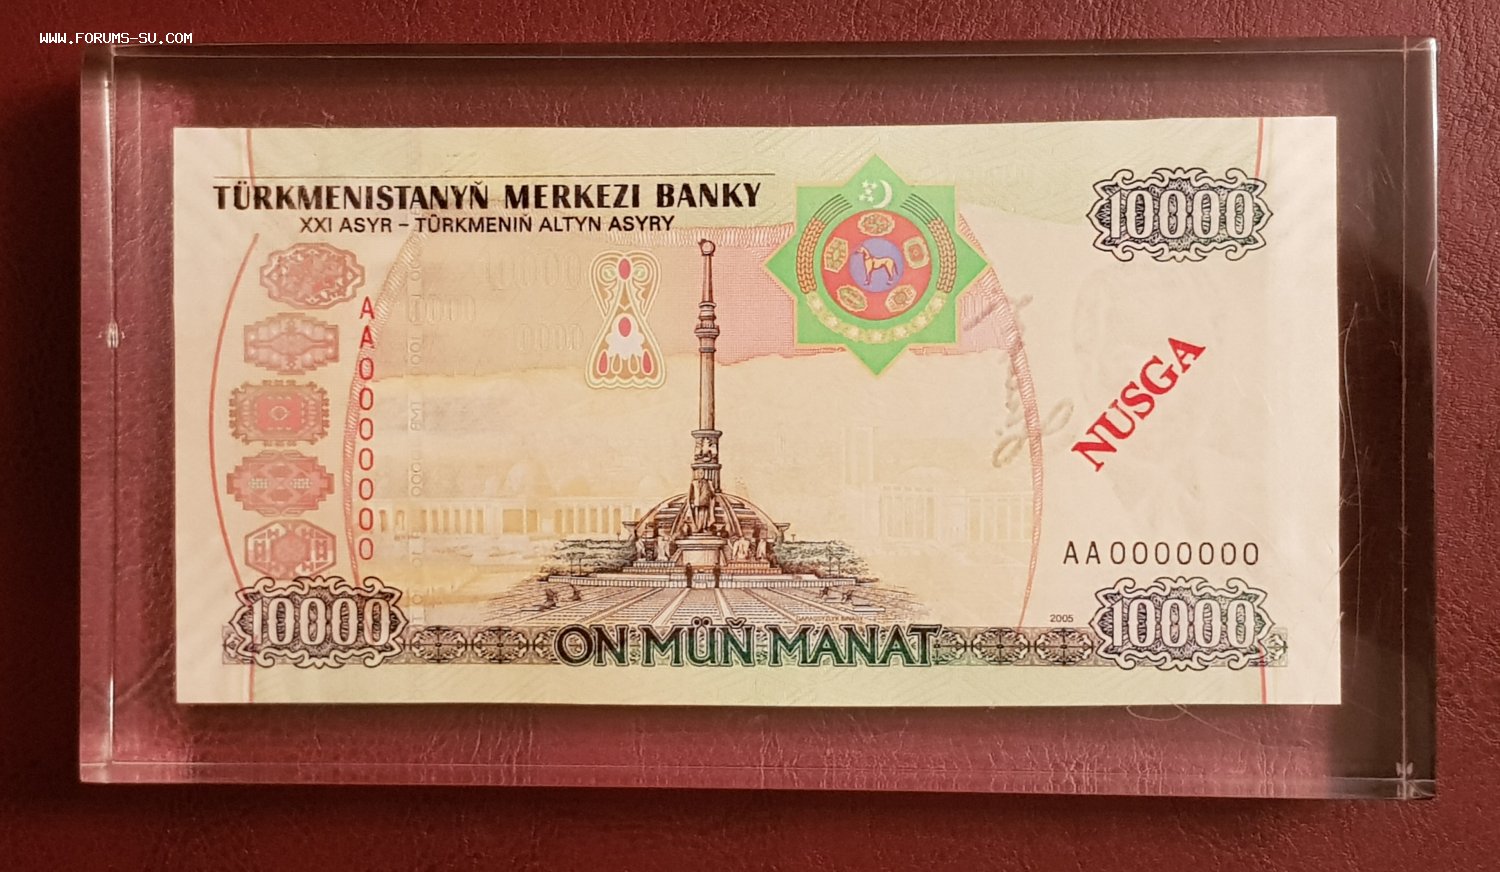 WWW.FORUMS-SU.COM
TÜRKMENISTANYŇ MERKEZI BANKY
XXI ASYR – TÜRKMENIŇ ALTYN ASYRY
10000
AA0000000
NUSGA
AA0000000
2005
10000
ON MÜŇ MANAT
10000